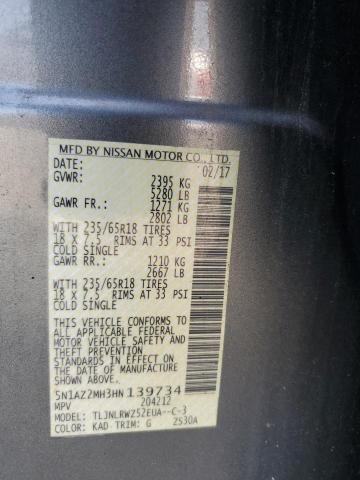 MFD BY NISSAN MOTOR CO., LTD.
DATE: 02/17
GVWR: 2395 KG
5280 LB
GAWR FR.: 1271 KG
2802 LB
WITH 235/65R18 TIRES
18 X 7.5 RIMS AT 33 PSI
COLD SINGLE
GAWR RR.: 1210 KG
2667 LB
WITH 235/65R18 TIRES
18 X 7.5 RIMS AT 33 PSI
COLD SINGLE
THIS VEHICLE CONFORMS TO
ALL APPLICABLE FEDERAL
MOTOR VEHICLE SAFETY AND
THEFT PREVENTION
STANDARDS IN EFFECT ON
THE DATE OF MANUFACTURE
SHOWN ABOVE.
5N1AZ2MH3HN139734
MPV 204212
MODEL: TLJNLRWZ52EUA--C-3
COLOR: KAD TRIM: G ZS30A